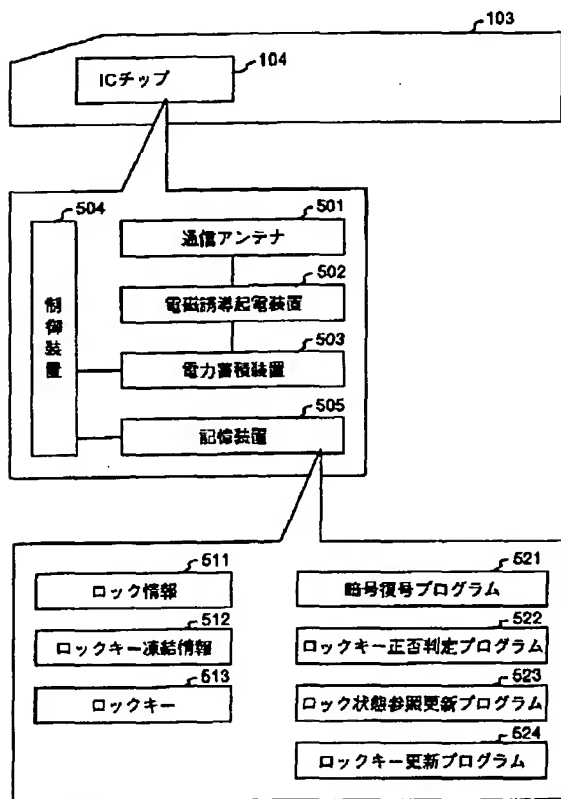 103
ICチップ
104
504
制御装置
501
通信アンテナ
502
電磁誘導起電装置
503
電力蓄積装置
505
記憶装置
511
ロック情報
512
ロックキー凍結情報
513
ロックキー
521
暗号復号プログラム
522
ロックキー正否判定プログラム
523
ロック状態参照更新プログラム
524
ロックキー更新プログラム